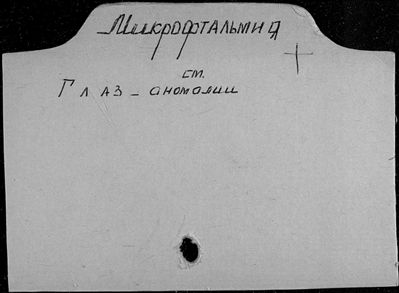 Микрофтальмия
см.
Глаз - аномалии